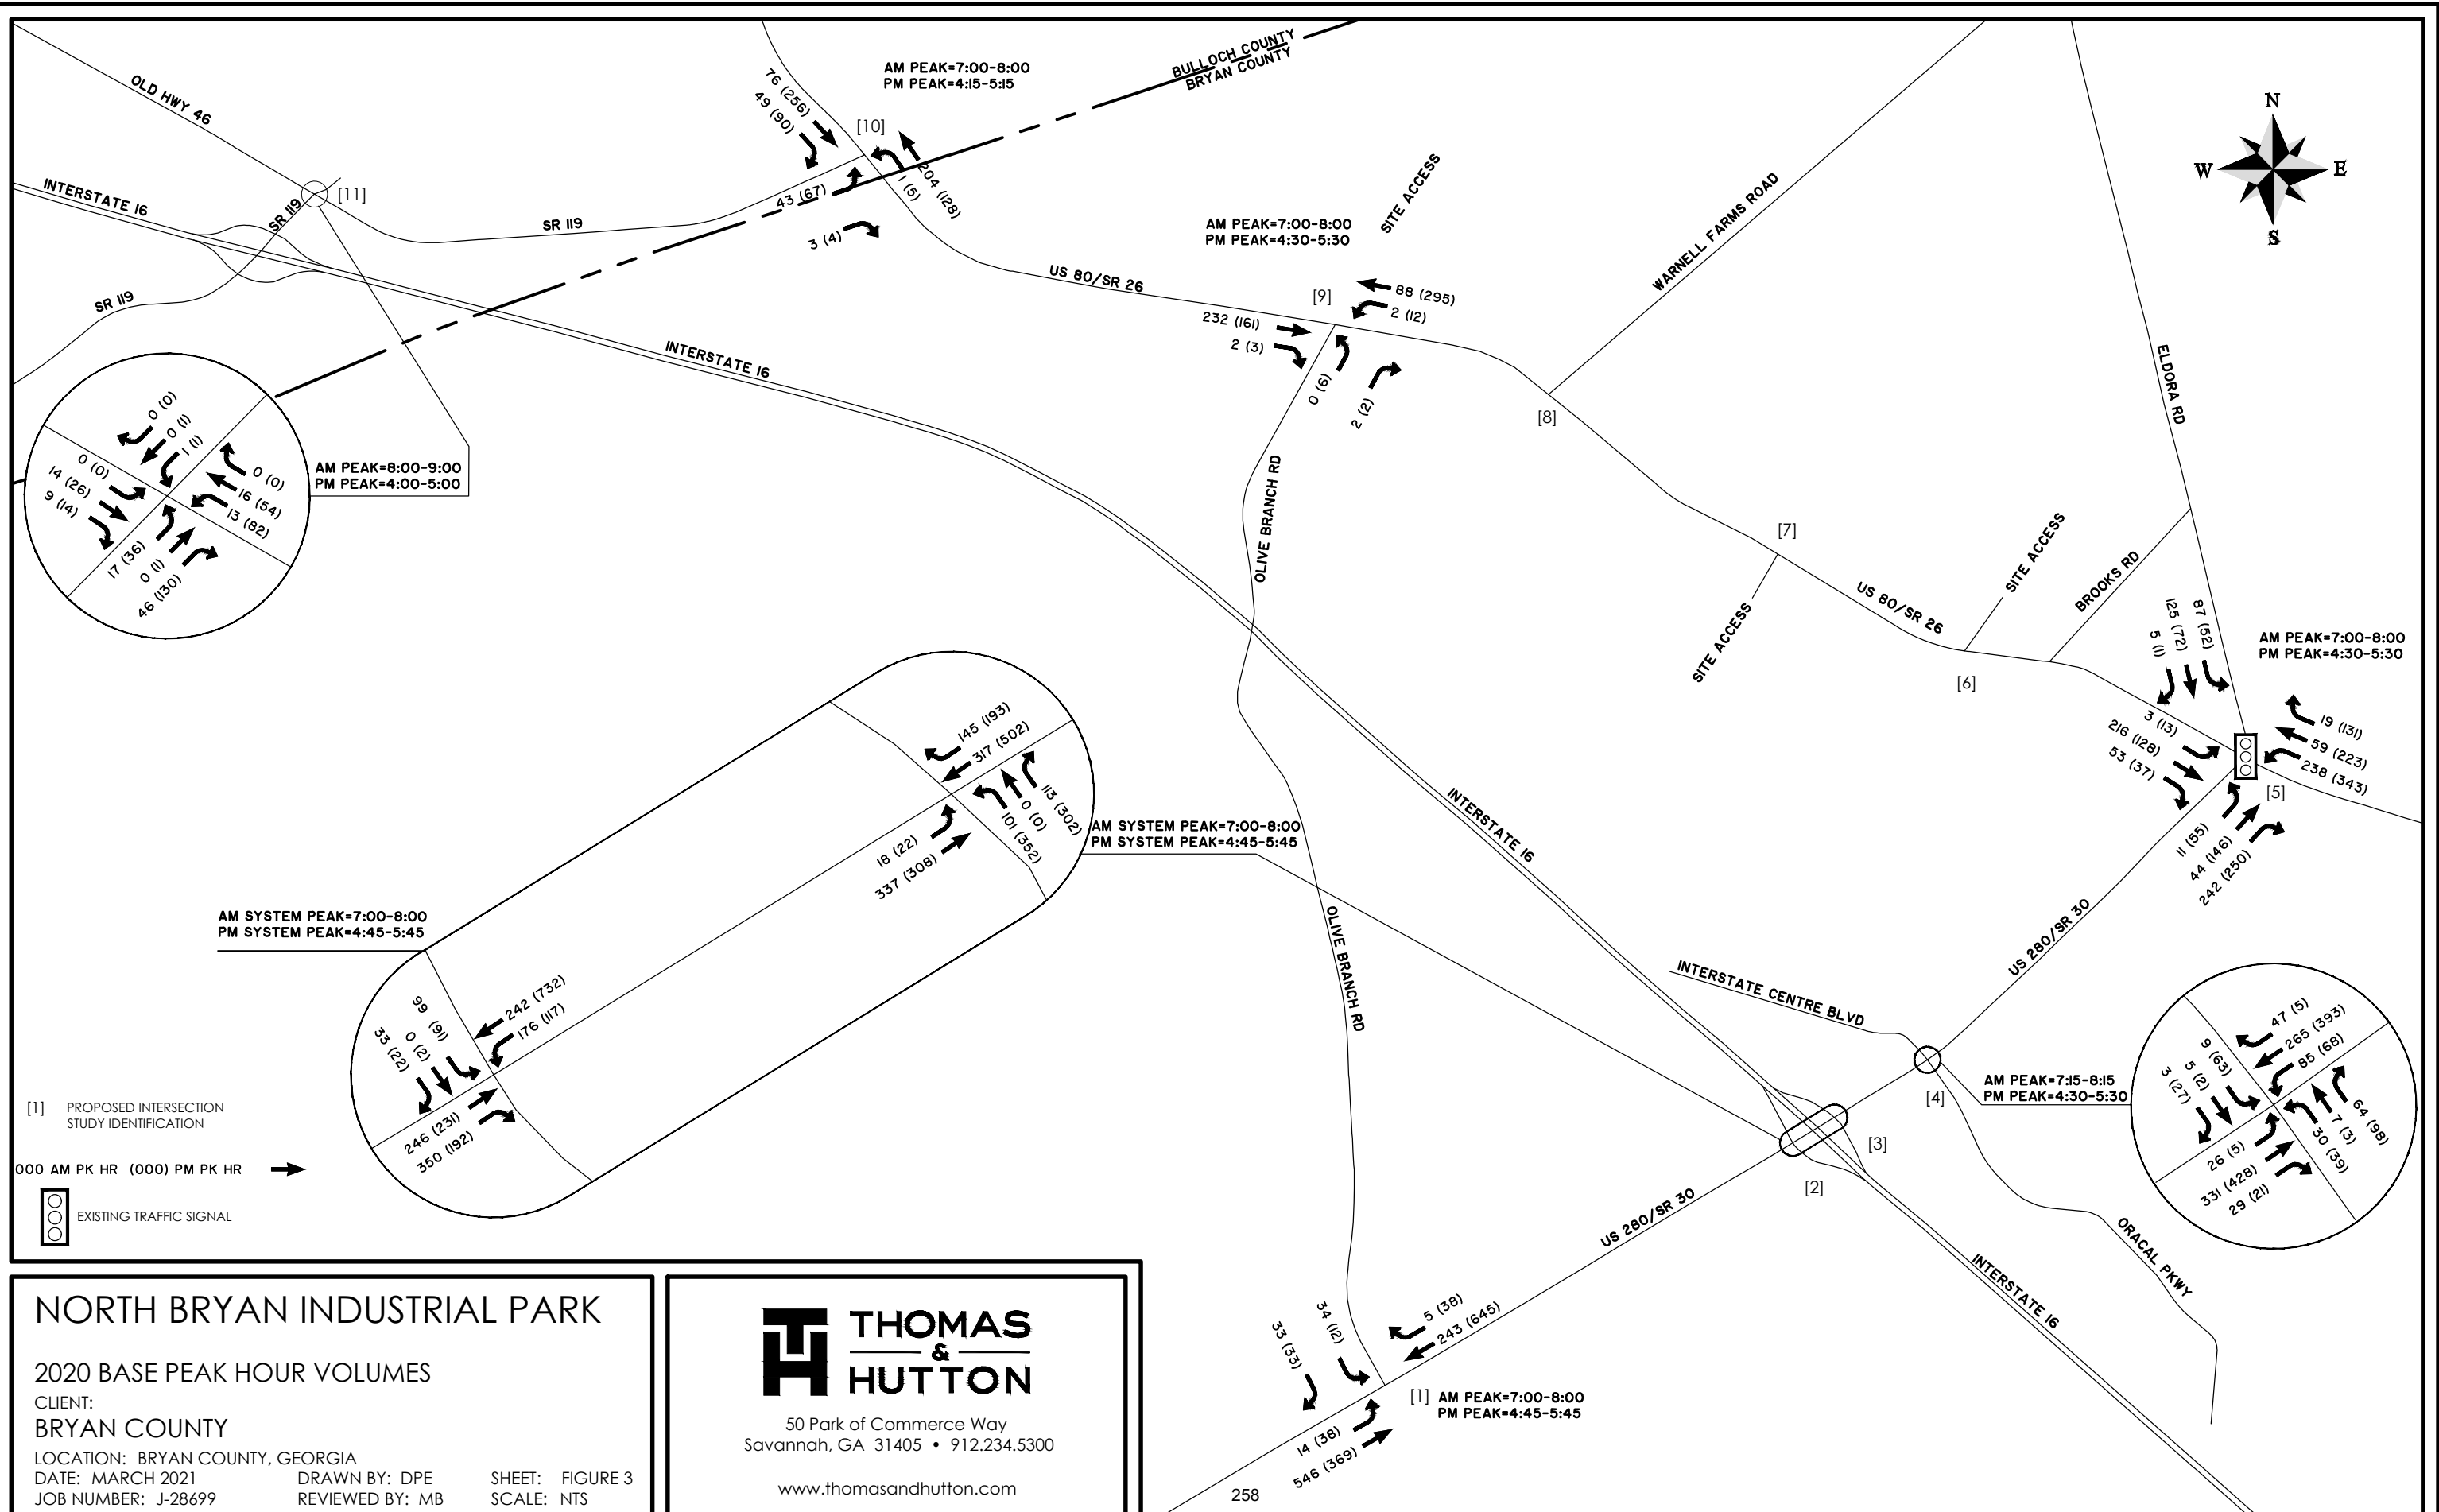 BULLOCH COUNTY
BRYAN COUNTY
AM PEAK=7:00-8:00
PM PEAK=4:15-5:15
76 (256)
49 (90)
[10]
204 (128)
1 (5)
43 (67)
3 (4)
OLD HWY 46
INTERSTATE 16
SR 119
[11]
SR 119
SR 119
N
W
E
S
SITE ACCESS
AM PEAK=7:00-8:00
PM PEAK=4:30-5:30
US 80/SR 26
[9]
88 (295)
2 (12)
232 (161)
2 (3)
0 (6)
2 (2)
WARNELL FARMS ROAD
ELDORA RD
[8]
INTERSTATE 16
0 (0)
0 (1)
1 (1)
0 (0)
14 (26)
9 (14)
0 (0)
16 (54)
13 (82)
17 (36)
0 (1)
46 (130)
AM PEAK=8:00-9:00
PM PEAK=4:00-5:00
OLIVE BRANCH RD
[7]
SITE ACCESS
SITE ACCESS
BROOKS RD
US 80/SR 26
[6]
87 (52)
125 (72)
5 (1)
AM PEAK=7:00-8:00
PM PEAK=4:30-5:30
3 (13)
216 (128)
53 (37)
19 (131)
59 (223)
238 (343)
[5]
11 (55)
44 (146)
242 (250)
145 (193)
317 (502)
113 (302)
0 (0)
101 (352)
18 (22)
337 (308)
AM SYSTEM PEAK=7:00-8:00
PM SYSTEM PEAK=4:45-5:45
INTERSTATE 16
AM SYSTEM PEAK=7:00-8:00
PM SYSTEM PEAK=4:45-5:45
99 (91)
0 (2)
33 (22)
242 (732)
176 (117)
246 (231)
350 (192)
OLIVE BRANCH RD
US 280/SR 30
INTERSTATE CENTRE BLVD
[4]
AM PEAK=7:15-8:15
PM PEAK=4:30-5:30
47 (5)
265 (393)
85 (68)
9 (63)
5 (2)
3 (27)
64 (98)
7 (3)
30 (39)
26 (5)
331 (428)
29 (21)
[3]
[2]
US 280/SR 30
ORACAL PKWY
INTERSTATE 16
[1] PROPOSED INTERSECTION
STUDY IDENTIFICATION
000 AM PK HR (000) PM PK HR
EXISTING TRAFFIC SIGNAL
34 (12)
33 (33)
5 (38)
243 (645)
[1] AM PEAK=7:00-8:00
PM PEAK=4:45-5:45
14 (38)
546 (369)
258
NORTH BRYAN INDUSTRIAL PARK
2020 BASE PEAK HOUR VOLUMES
CLIENT:
BRYAN COUNTY
LOCATION: BRYAN COUNTY, GEORGIA
DATE: MARCH 2021 DRAWN BY: DPE SHEET: FIGURE 3
JOB NUMBER: J-28699 REVIEWED BY: MB SCALE: NTS
THOMAS
&
HUTTON
50 Park of Commerce Way
Savannah, GA 31405 • 912.234.5300
www.thomasandhutton.com